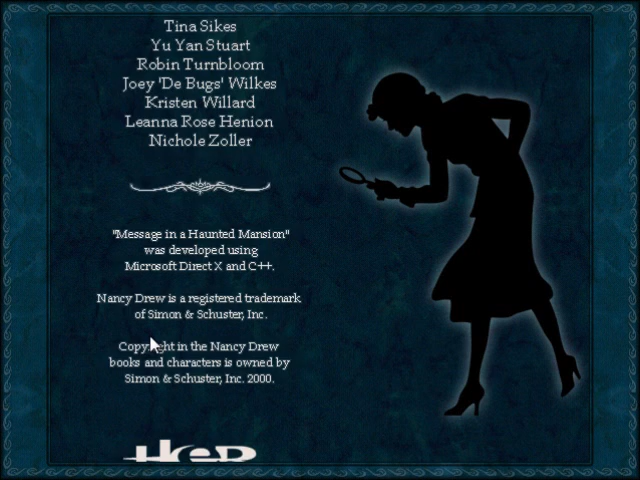 Tina Sikes
Yu Yan Stuart
Robin Turnbloom
Joey 'De Bugs' Wilkes
Kristen Willard
Leanna Rose Henion
Nichole Zoller
"Message in a Haunted Mansion"
was developed using
Microsoft Direct X and C++.
Nancy Drew is a registered trademark
of Simon & Schuster, Inc.
Copyright in the Nancy Drew
books and characters is owned by
Simon & Schuster, Inc. 2000.